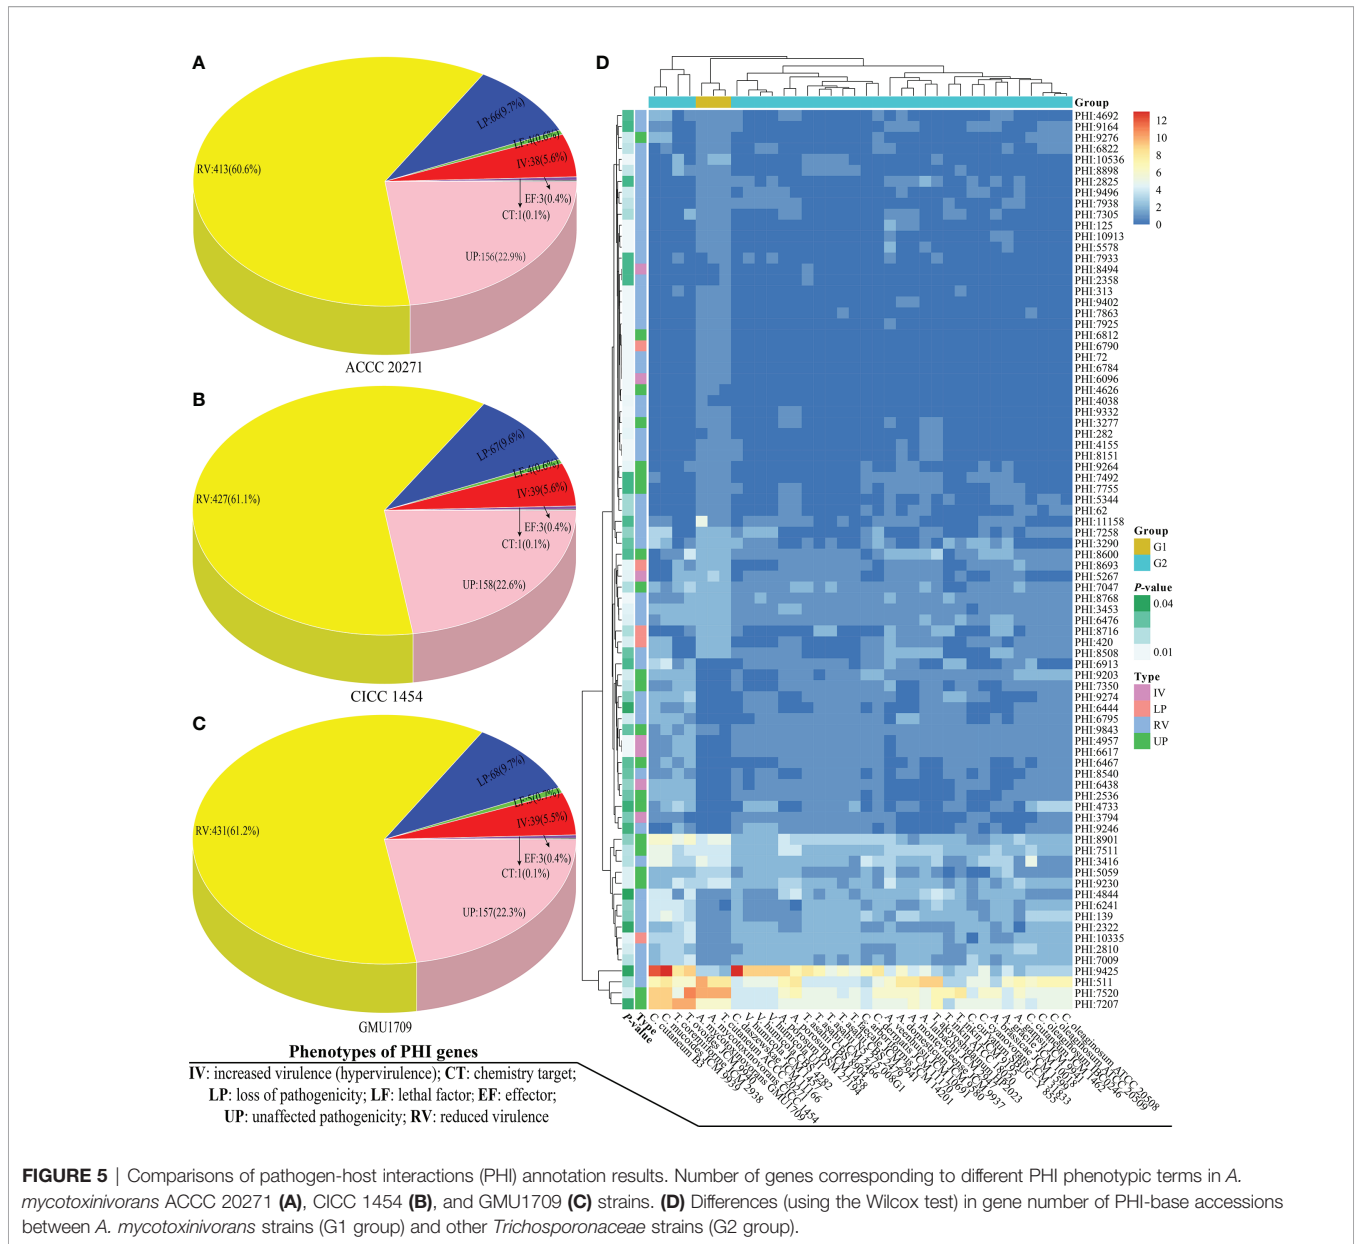 A
RV:413(60.6%)
LP:66(9.7%)
LF:4(0.6%)
IV:38(5.6%)
EF:3(0.4%)
CT:1(0.1%)
UP:156(22.9%)
ACCC 20271
B
RV:427(61.1%)
LP:67(9.6%)
LF:4(0.6%)
IV:39(5.6%)
EF:3(0.4%)
CT:1(0.1%)
UP:158(22.6%)
CICC 1454
C
RV:431(61.2%)
LP:68(9.7%)
LF:5(0.7%)
IV:39(5.5%)
EF:3(0.4%)
CT:1(0.1%)
UP:157(22.3%)
GMU1709
Phenotypes of PHI genes
IV: increased virulence (hypervirulence); CT: chemistry target;
LP: loss of pathogenicity; LF: lethal factor; EF: effector;
UP: unaffected pathogenicity; RV: reduced virulence
D
Group
PHI:4692
PHI:9164
PHI:9276
PHI:6822
PHI:10536
PHI:8898
PHI:2825
PHI:9496
PHI:7938
PHI:7305
PHI:125
PHI:10913
PHI:5578
PHI:7933
PHI:8494
PHI:2358
PHI:313
PHI:9402
PHI:7863
PHI:7925
PHI:6812
PHI:6790
PHI:72
PHI:6784
PHI:6096
PHI:4626
PHI:4038
PHI:9332
PHI:3277
PHI:282
PHI:4155
PHI:8151
PHI:9264
PHI:7492
PHI:7755
PHI:5344
PHI:62
PHI:11158
PHI:7258
PHI:3290
PHI:8600
PHI:8693
PHI:5267
PHI:7047
PHI:8768
PHI:3453
PHI:6476
PHI:8716
PHI:420
PHI:8508
PHI:6913
PHI:9203
PHI:7350
PHI:9274
PHI:6444
PHI:6795
PHI:9843
PHI:4957
PHI:6617
PHI:6467
PHI:8540
PHI:6438
PHI:2536
PHI:4733
PHI:3794
PHI:9246
PHI:8901
PHI:7511
PHI:3416
PHI:5059
PHI:9230
PHI:4844
PHI:6241
PHI:139
PHI:2322
PHI:10335
PHI:2810
PHI:7009
PHI:9425
PHI:511
PHI:7520
PHI:7207
12
10
8
6
4
2
0
Group
G1
G2
P-value
0.04
0.01
Type
IV
LP
RV
UP
P-value
Type
FIGURE 5 | Comparisons of pathogen-host interactions (PHI) annotation results. Number of genes corresponding to different PHI phenotypic terms in A.
mycotoxinivorans ACCC 20271 (A), CICC 1454 (B), and GMU1709 (C) strains. (D) Differences (using the Wilcox test) in gene number of PHI-base accessions
between A. mycotoxinivorans strains (G1 group) and other Trichosporonaceae strains (G2 group).